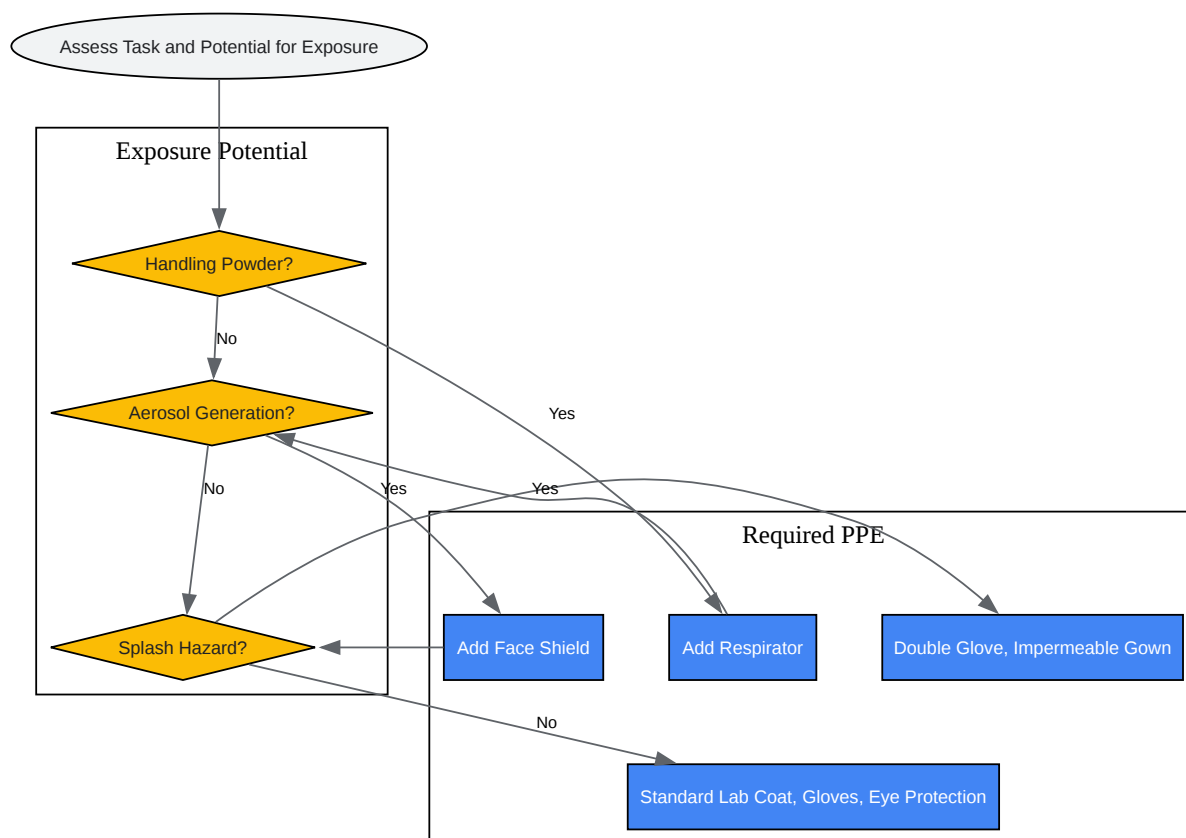 Assess Task and Potential for Exposure
Exposure Potential
Handling Powder?
No
Aerosol Generation?
Yes
No
Yes
Yes
Required PPE
Splash Hazard?
Add Face Shield
Add Respirator
Double Glove, Impermeable Gown
No
Standard Lab Coat, Gloves, Eye Protection